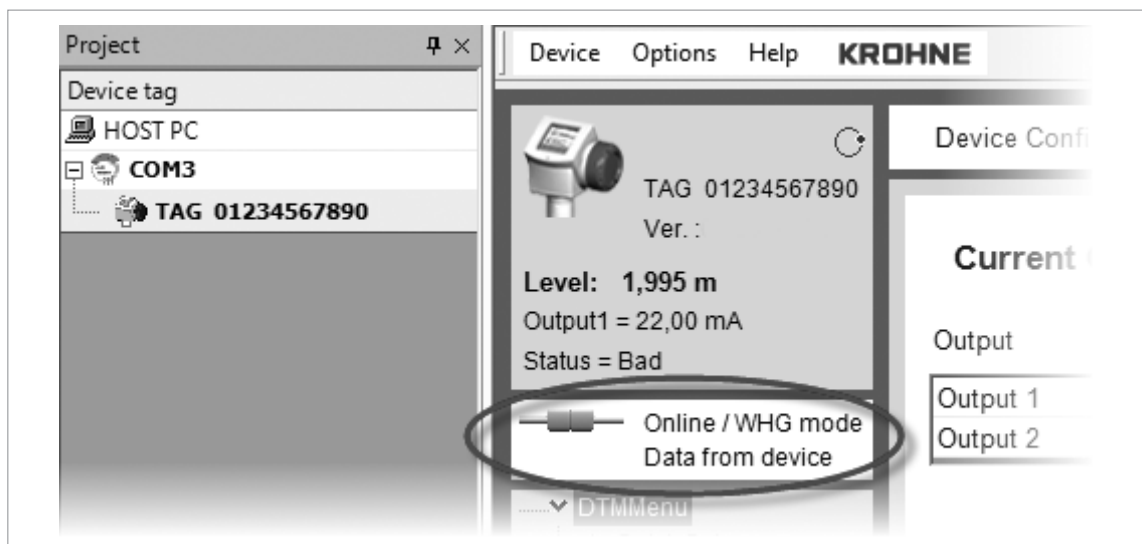 Project
Device tag
HOST PC
COM3
TAG 01234567890
Device Options Help KROHNE
TAG 01234567890
Ver. :
Level: 1,995 m
Output1 = 22,00 mA
Status = Bad
Online / WHG mode
Data from device
DTMMenu
Device Confi
Current
Output
Output 1
Output 2